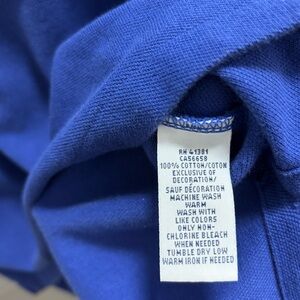 RN 41381
CA56658
100% COTTON/COTON
EXCLUSIVE OF
DECORATION/
SAUF DÉCORATION
MACHINE WASH
WARM
WASH WITH
LIKE COLORS
ONLY NON-
CHLORINE BLEACH
WHEN NEEDED
TUMBLE DRY LOW
WARM IRON IF NEEDED